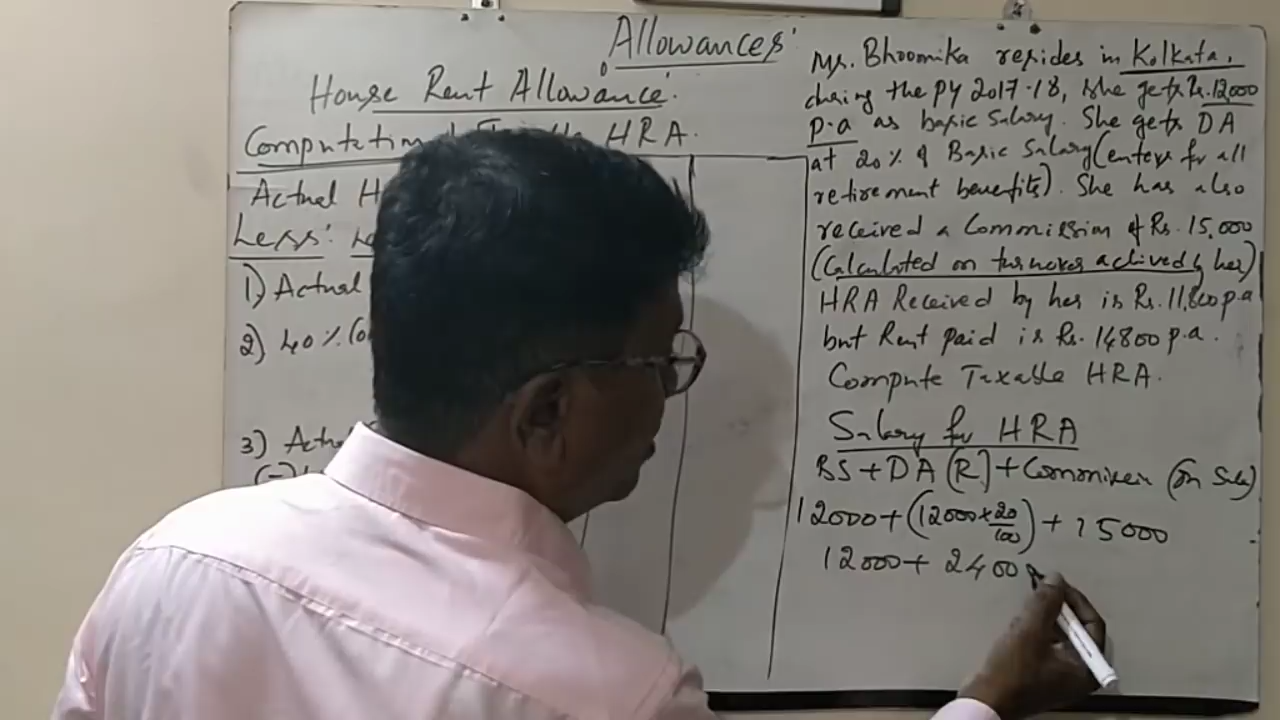 Allowances:
House Rent Allowance:
Computation HRA.
Actual H
Less:
1) Actual
2) 40% (o
3) Actu
(-)
Mr. Bhoomika resides in Kolkata,
during the PY 2017-18, she gets Rs.12000
p.a as basic Salary. She gets DA
at 20% of Basic Salary (enters for all
retirement benefits). She has also
received a Commission of Rs. 15,000
(Calculated on turnover achived by her)
HRA Received by her is Rs.11,800 p.a
but Rent paid is Rs. 14800 p.a.
Compute Taxable HRA.
Salary for HRA
BS + DA (R) + Commission (on Sale)
12000 + (12000 x 20/100) + 15000
12000 + 2400